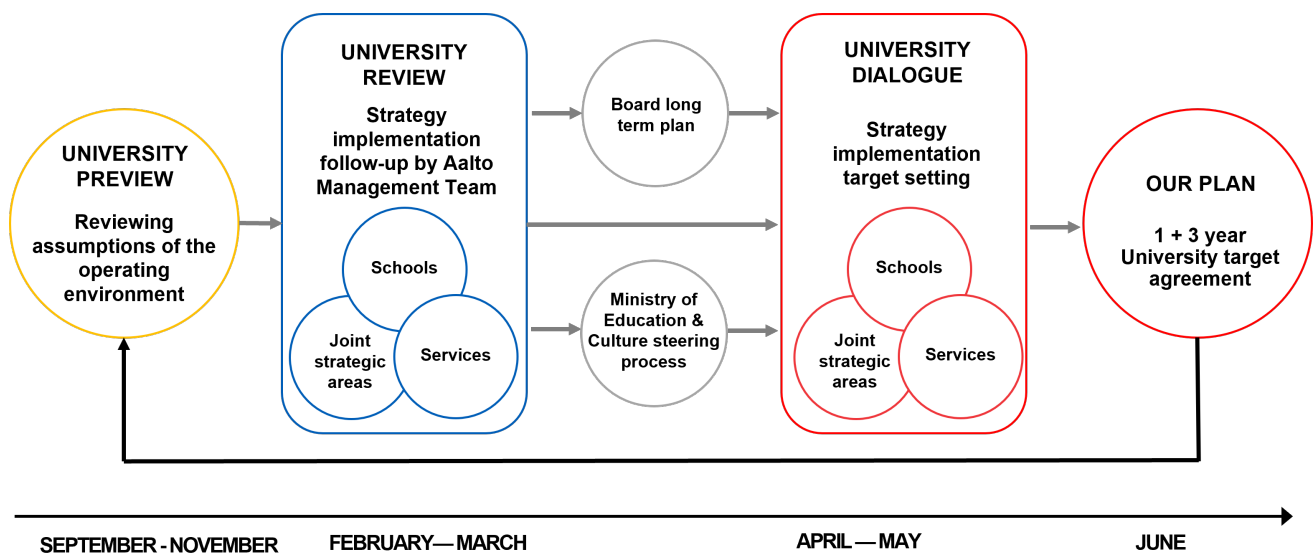 UNIVERSITY
PREVIEW
Reviewing
assumptions of the
operating
environment
UNIVERSITY
REVIEW
Strategy
implementation
follow-up by Aalto
Management Team
Schools
Joint
strategic
areas
Services
Board long
term plan
Ministry of
Education &
Culture steering
process
UNIVERSITY
DIALOGUE
Strategy
implementation
target setting
Schools
Joint
strategic
areas
Services
OUR PLAN
1 + 3 year
University target
agreement
SEPTEMBER - NOVEMBER
FEBRUARY— MARCH
APRIL — MAY
JUNE